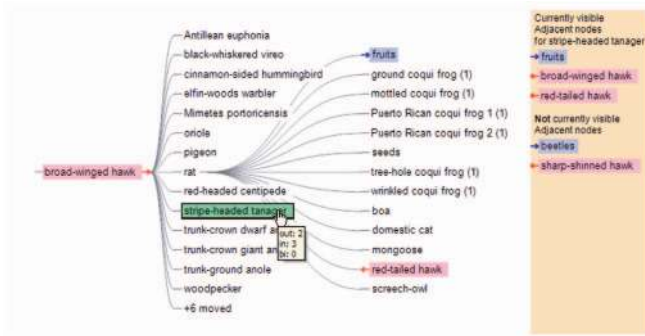 broad-winged hawk
Antillean euphonia
black-whiskered vireo
cinnamon-sided hummingbird
elfin-woods warbler
Mimetes portoricensis
oriole
pigeon
rat
red-headed centipede
stripe-headed tanager
trunk-crown dwarf
trunk-crown giant
trunk-ground anole
woodpecker
+6 moved
out: 2
in: 3
bi: 0
fruits
ground coqui frog (1)
mottled coqui frog (1)
Puerto Rican coqui frog 1 (1)
Puerto Rican coqui frog 2 (1)
seeds
tree-hole coqui frog (1)
wrinkled coqui frog (1)
boa
domestic cat
mongoose
red-tailed hawk
screech-owl
Currently visible
Adjacent nodes
for stripe-headed tanager
fruits
broad-winged hawk
red-tailed hawk
Not currently visible
Adjacent nodes
beetles
sharp-shinned hawk